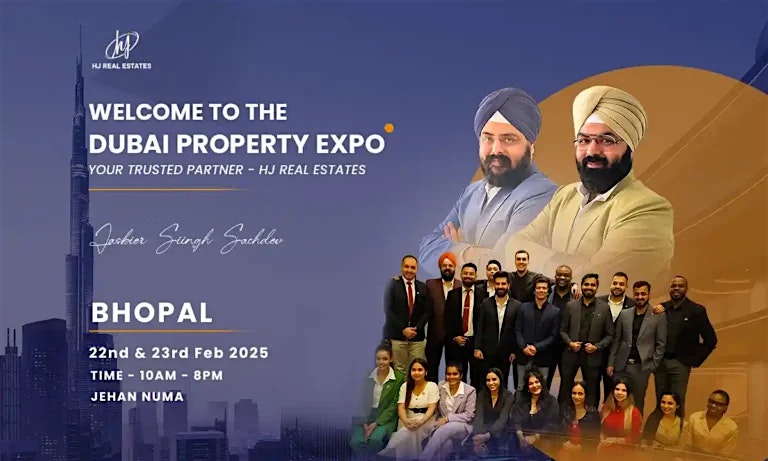 HJ REAL ESTATES
WELCOME TO THE
DUBAI PROPERTY EXPO
YOUR TRUSTED PARTNER - HJ REAL ESTATES
Jasbier Siingh Sachdev
BHOPAL
22nd & 23rd Feb 2025
TIME - 10AM - 8PM
JEHAN NUMA